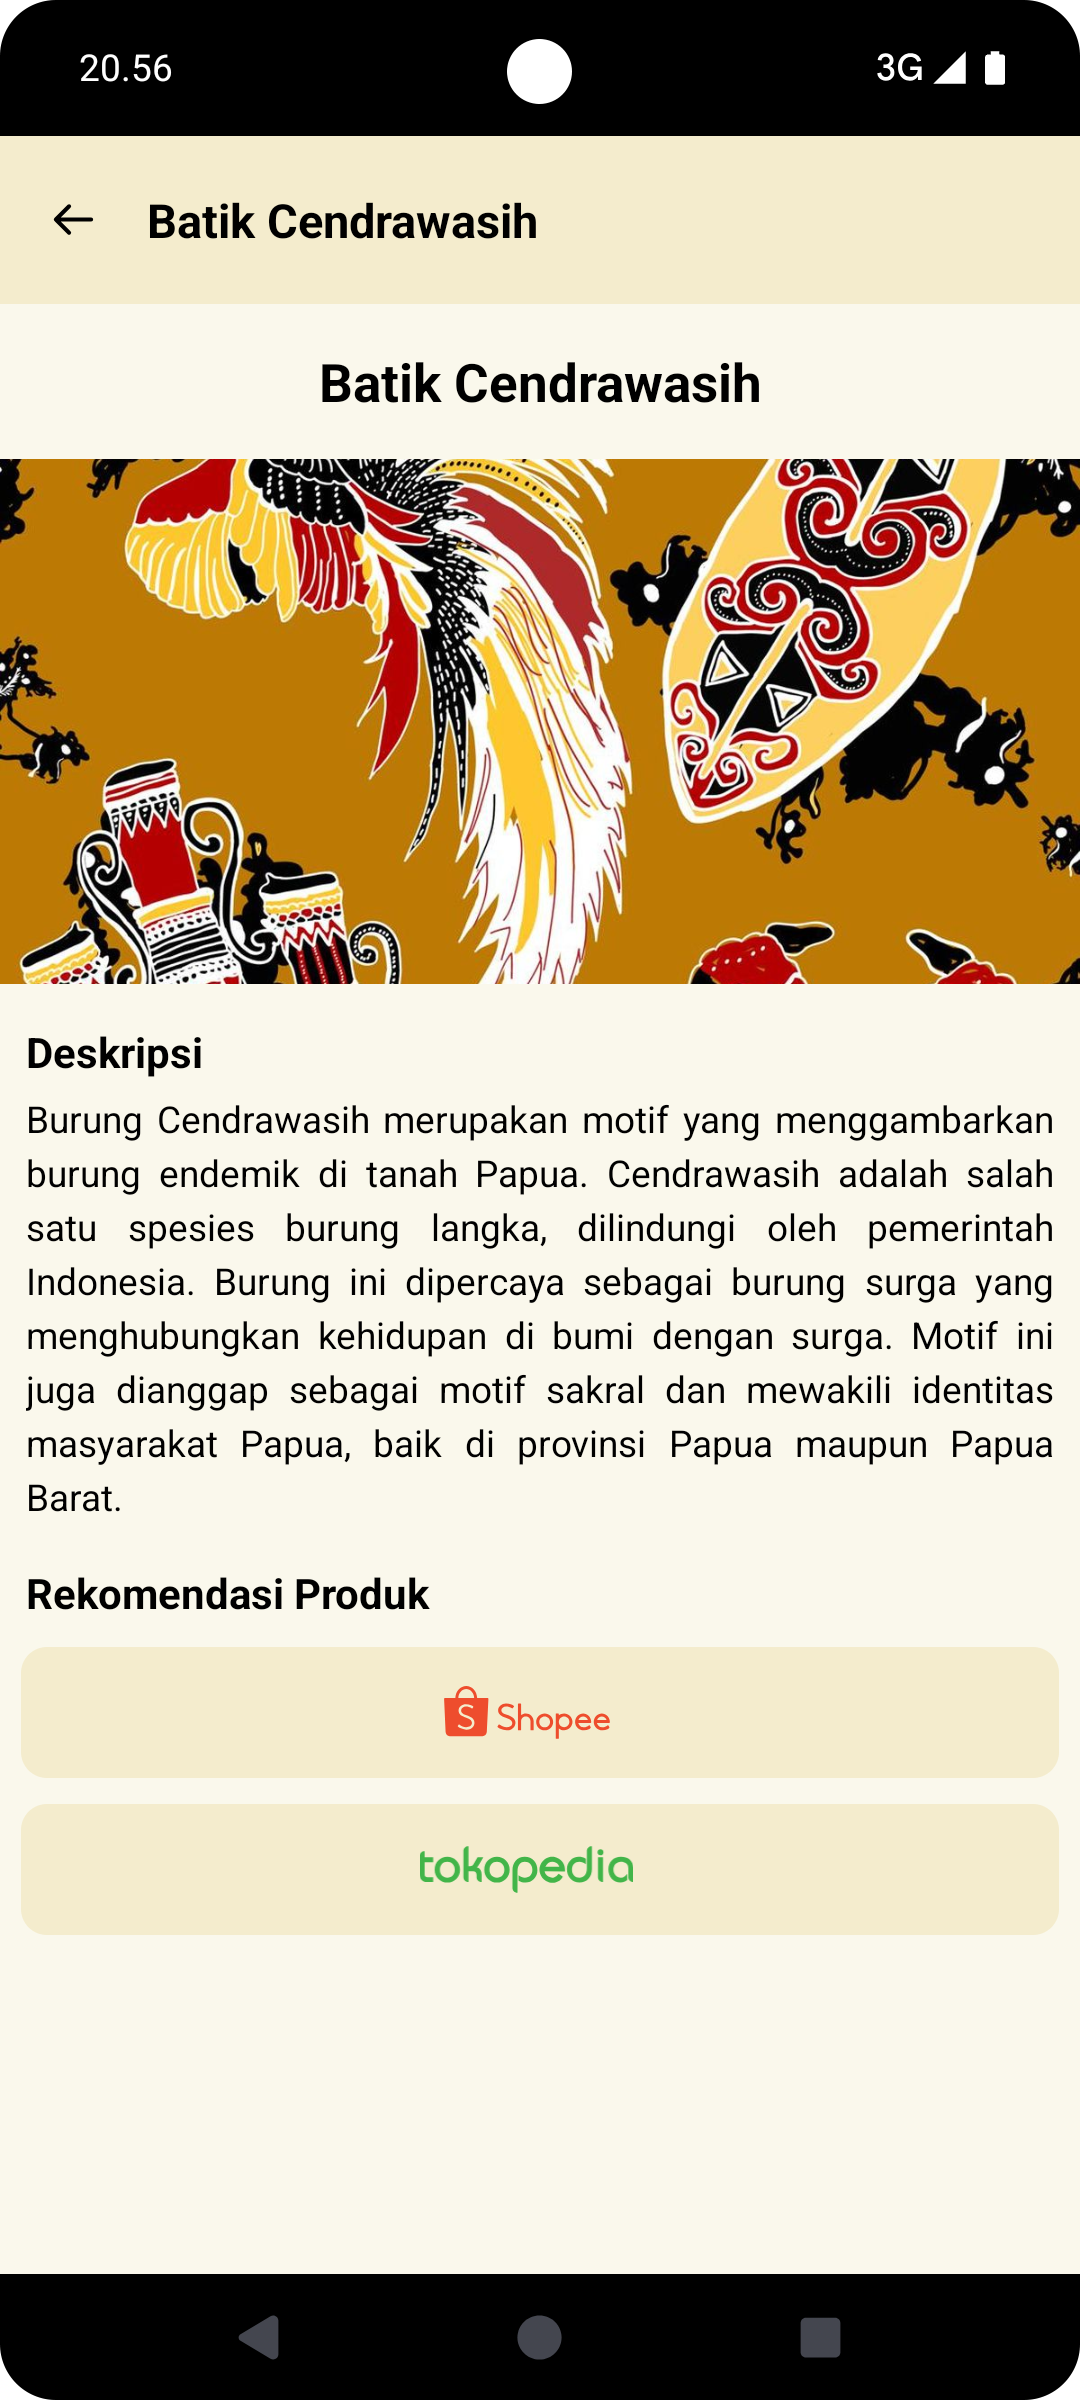 20.56
3G
Batik Cendrawasih
Batik Cendrawasih
Deskripsi
Burung Cendrawasih merupakan motif yang menggambarkan
burung endemik di tanah Papua. Cendrawasih adalah salah
satu spesies burung langka, dilindungi oleh pemerintah
Indonesia. Burung ini dipercaya sebagai burung surga yang
menghubungkan kehidupan di bumi dengan surga. Motif ini
juga dianggap sebagai motif sakral dan mewakili identitas
masyarakat Papua, baik di provinsi Papua maupun Papua
Barat.
Rekomendasi Produk
S Shopee
tokopedia